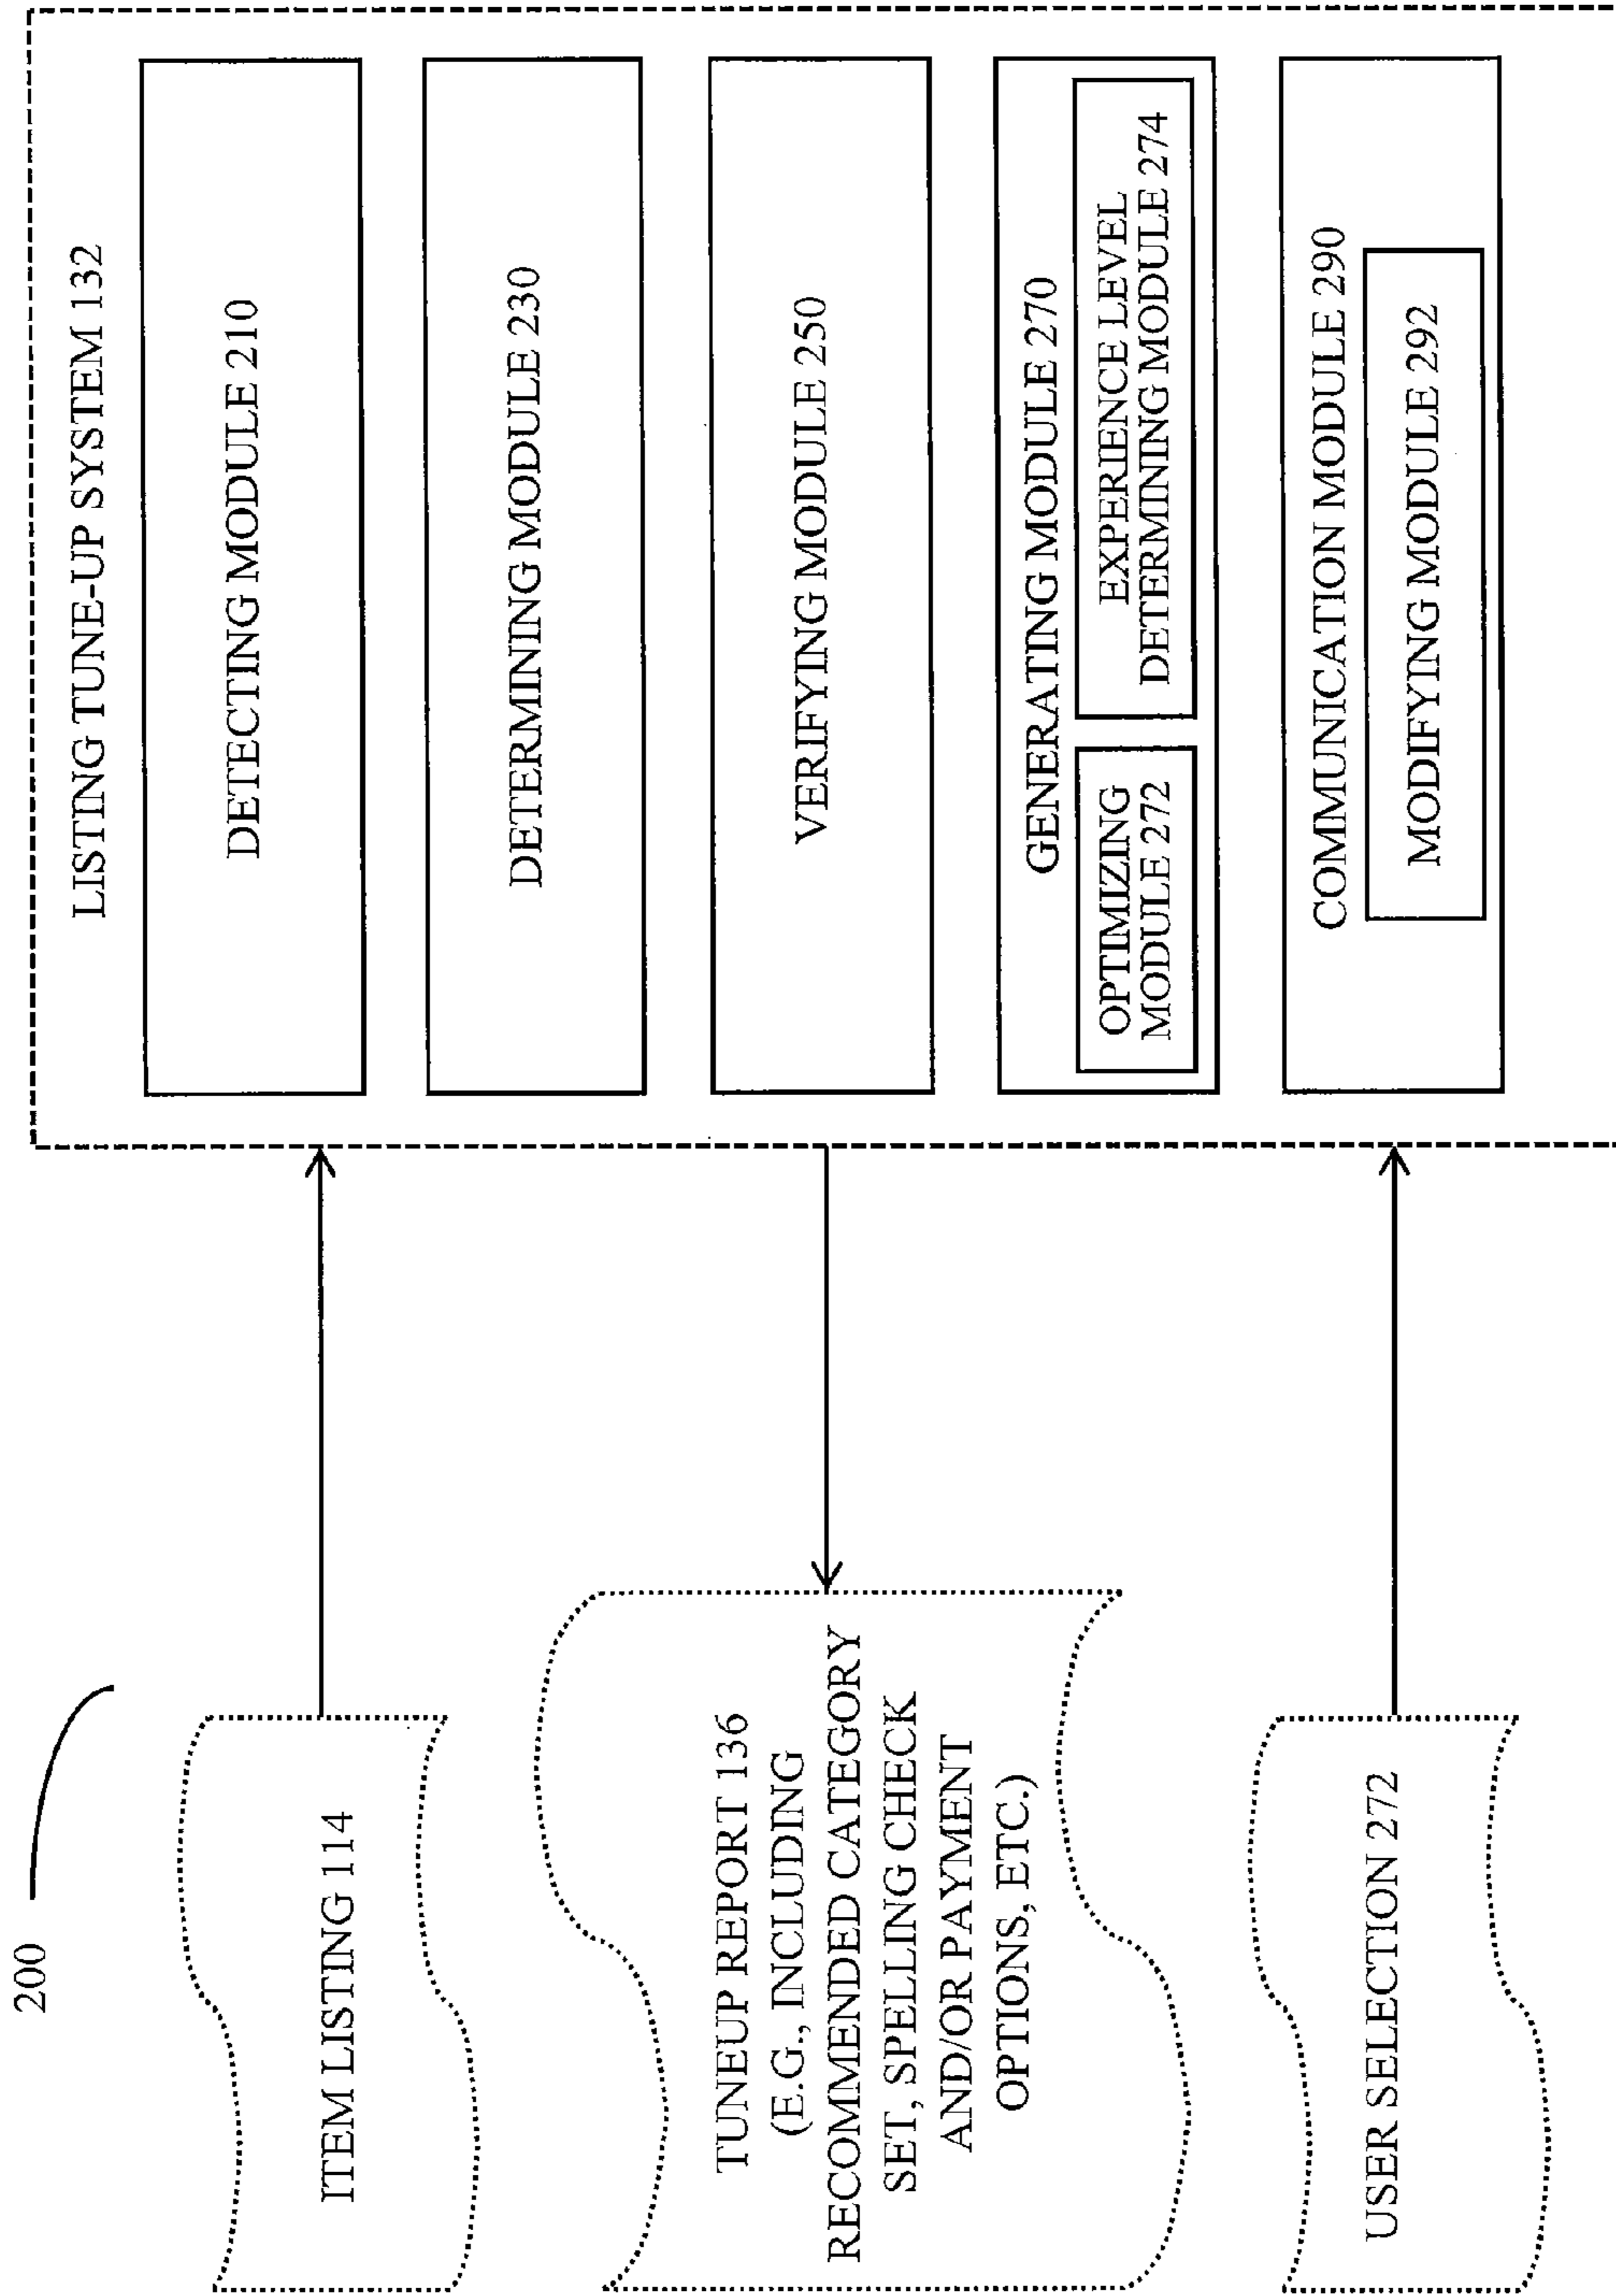 200
ITEM LISTING 114
TUNEUP REPORT 136
(E.G., INCLUDING
RECOMMENDED CATEGORY
SET, SPELLING CHECK
AND/OR PAYMENT
OPTIONS, ETC.)
USER SELECTION 272
LISTING TUNE-UP SYSTEM 132
DETECTING MODULE 210
DETERMINING MODULE 230
VERIFYING MODULE 250
GENERATING MODULE 270
OPTIMIZING
MODULE 272
EXPERIENCE LEVEL
DETERMINING MODULE 274
COMMUNICATION MODULE 290
MODIFYING MODULE 292